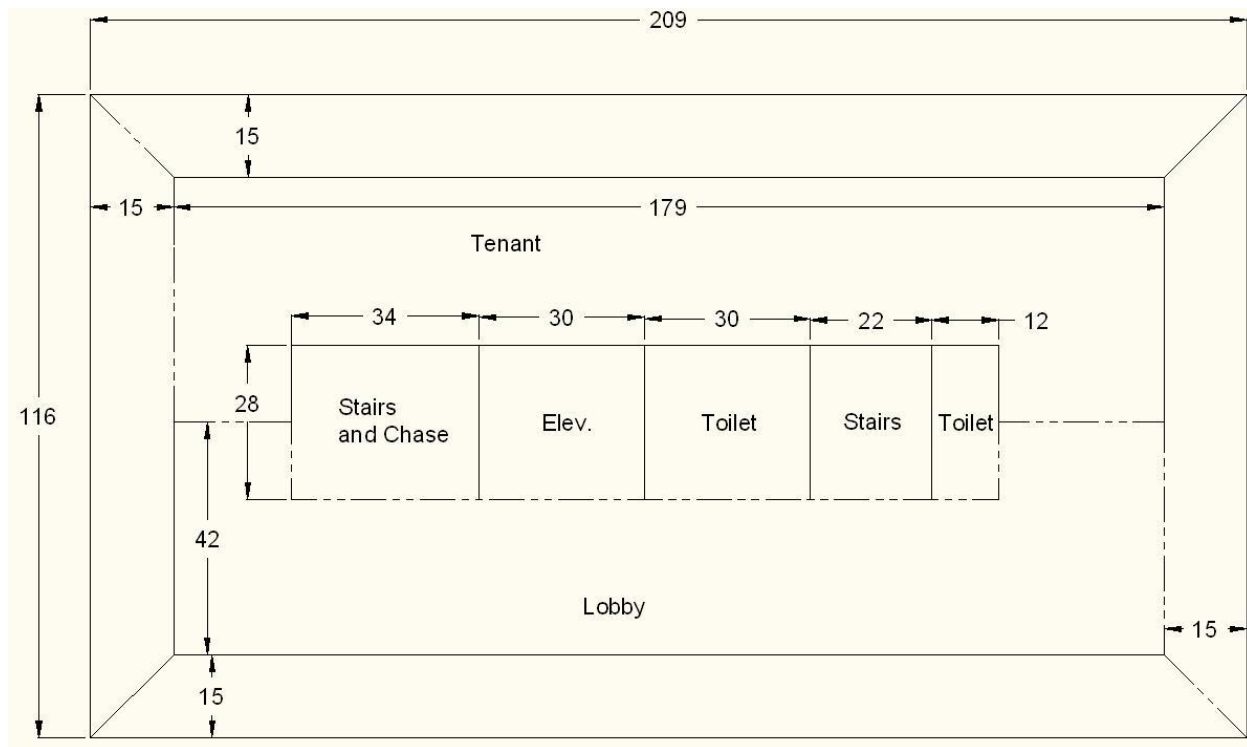 209
15
15
179
Tenant
34
30
30
22
12
116
28
Stairs
and Chase
Elev.
Toilet
Stairs
Toilet
42
Lobby
15
15